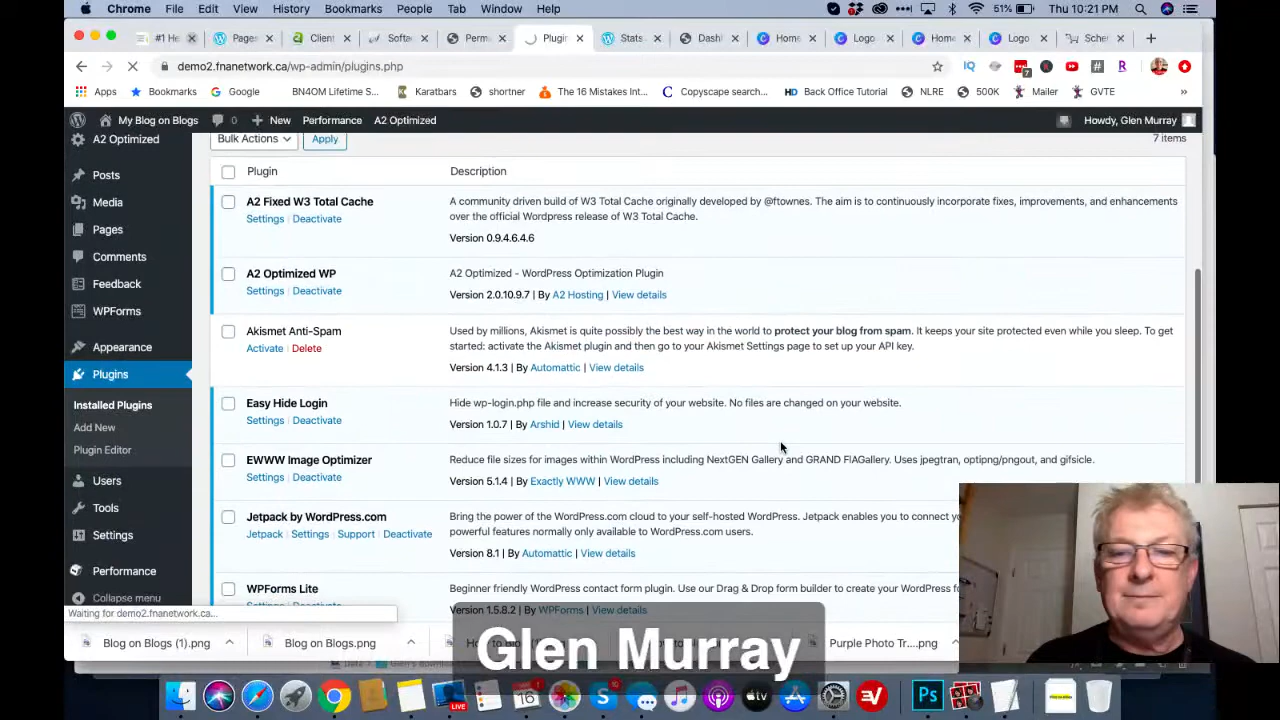 Chrome File Edit View History Bookmarks People Tab Window Help 51% Thu 10:21 PM
#1 He Pages Client Softa Perma Plugin Stats Dashl Home Logo Home Logo Scher
demo2.fnanetwork.ca/wp-admin/plugins.php
Apps Bookmarks Google BN4OM Lifetime S... Karatbars shortner The 16 Mistakes Int... Copyscape search... Back Office Tutorial NLRE 500K Mailer GVTE »
My Blog on Blogs 0 New Performance A2 Optimized Howdy, Glen Murray
A2 Optimized
Posts
Media
Pages
Comments
Feedback
WPForms
Appearance
Plugins
Installed Plugins
Add New
Plugin Editor
Users
Tools
Settings
Performance
Collapse menu
Bulk Actions Apply 7 items
Plugin Description
A2 Fixed W3 Total Cache
Settings | Deactivate
A community driven build of W3 Total Cache originally developed by @ftownes. The aim is to continuously incorporate fixes, improvements, and enhancements
over the official Wordpress release of W3 Total Cache.
Version 0.9.4.6.4.6
A2 Optimized WP
Settings | Deactivate
A2 Optimized - WordPress Optimization Plugin
Version 2.0.10.9.7 | By A2 Hosting | View details
Akismet Anti-Spam
Activate | Delete
Used by millions, Akismet is quite possibly the best way in the world to protect your blog from spam. It keeps your site protected even while you sleep. To get
started: activate the Akismet plugin and then go to your Akismet Settings page to set up your API key.
Version 4.1.3 | By Automattic | View details
Easy Hide Login
Settings | Deactivate
Hide wp-login.php file and increase security of your website. No files are changed on your website.
Version 1.0.7 | By Arshid | View details
EWWW Image Optimizer
Settings | Deactivate
Reduce file sizes for images within WordPress including NextGEN Gallery and GRAND FlAGallery. Uses jpegtran, optipng/pngout, and gifsicle.
Version 5.1.4 | By Exactly WWW | View details
Jetpack by WordPress.com
Jetpack | Settings | Support | Deactivate
Bring the power of the WordPress.com cloud to your self-hosted WordPress. Jetpack enables you to connect yo
powerful features normally only available to WordPress.com users.
Version 8.1 | By Automattic | View details
WPForms Lite
Beginner friendly WordPress contact form plugin. Use our Drag & Drop form builder to create your WordPress fo
Version 1.5.8.2 | By WPForms | View details
Waiting for demo2.fnanetwork.ca...
Blog on Blogs (1).png Blog on Blogs.png Purple Photo Tr....png
Glen Murray